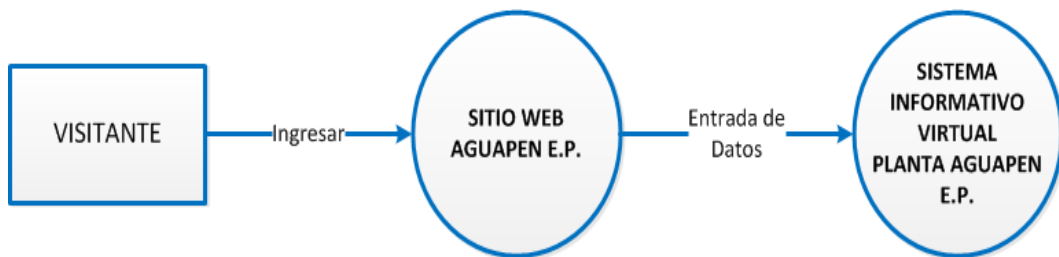 VISITANTE
Ingresar
SITIO WEB
AGUAPEN E.P.
Entrada de
Datos
SISTEMA
INFORMATIVO
VIRTUAL
PLANTA AGUAPEN
E.P.